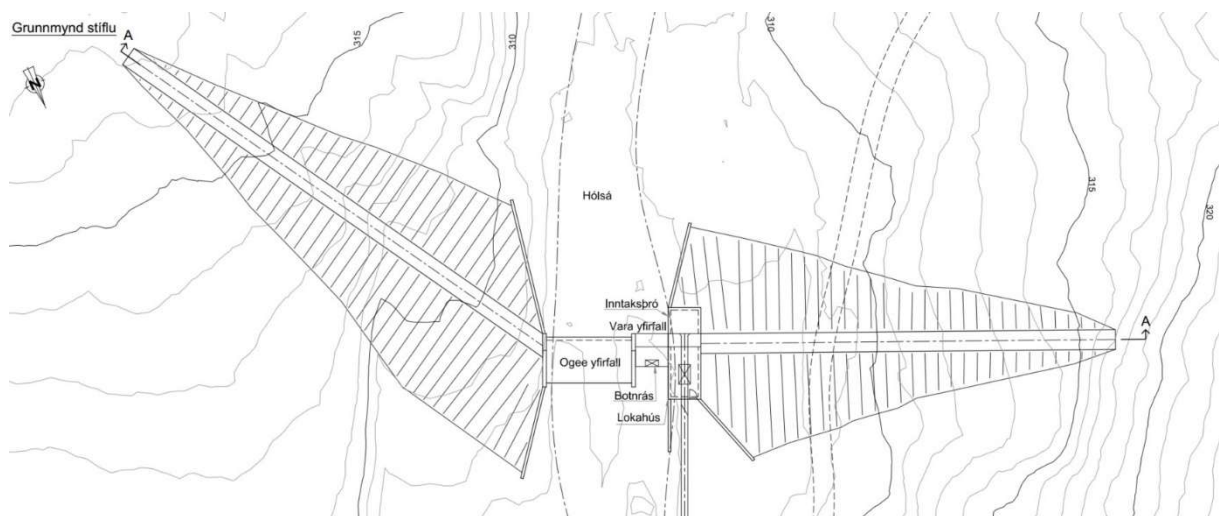 Grunnmynd stíflu
A
N
315
310
310
315
320
Hólsá
Inntaksþró
Vara yfirfall
A
Ogee yfirfall
Botnrás
Lokahús